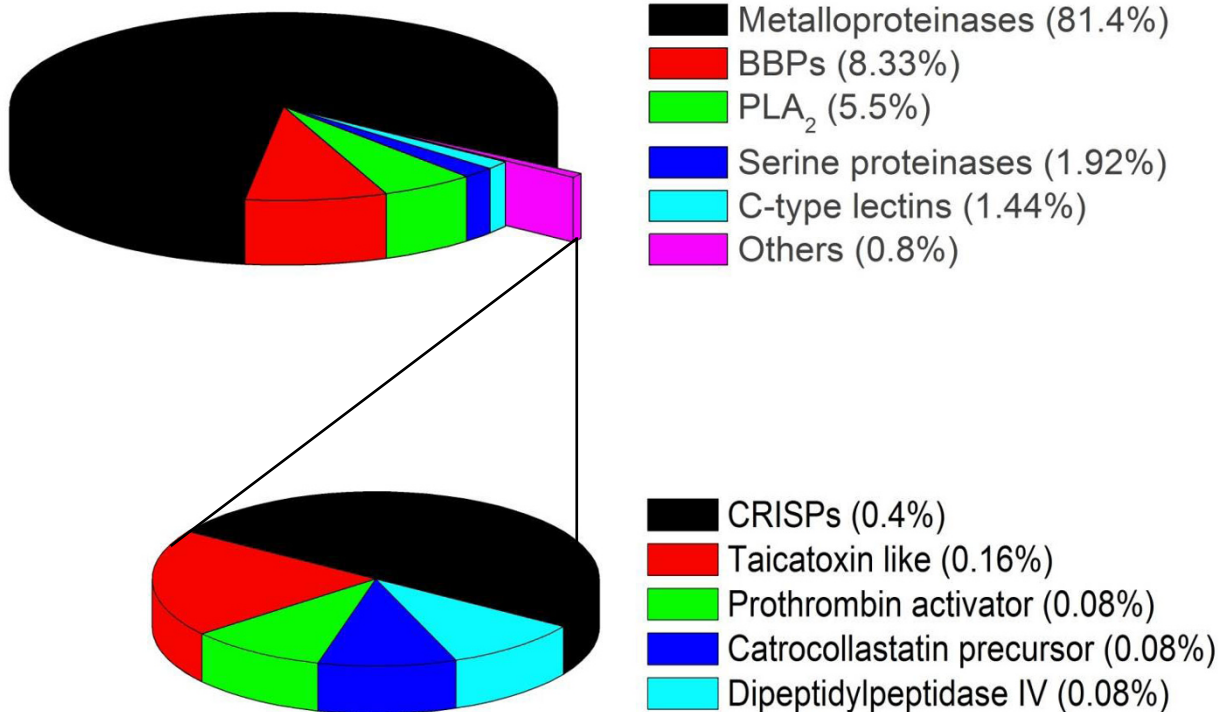 Metalloproteinases (81.4%)
BBPs (8.33%)
PLA₂ (5.5%)
Serine proteinases (1.92%)
C-type lectins (1.44%)
Others (0.8%)
CRISPs (0.4%)
Taicatoxin like (0.16%)
Prothrombin activator (0.08%)
Catrocollastatin precursor (0.08%)
Dipeptidylpeptidase IV (0.08%)